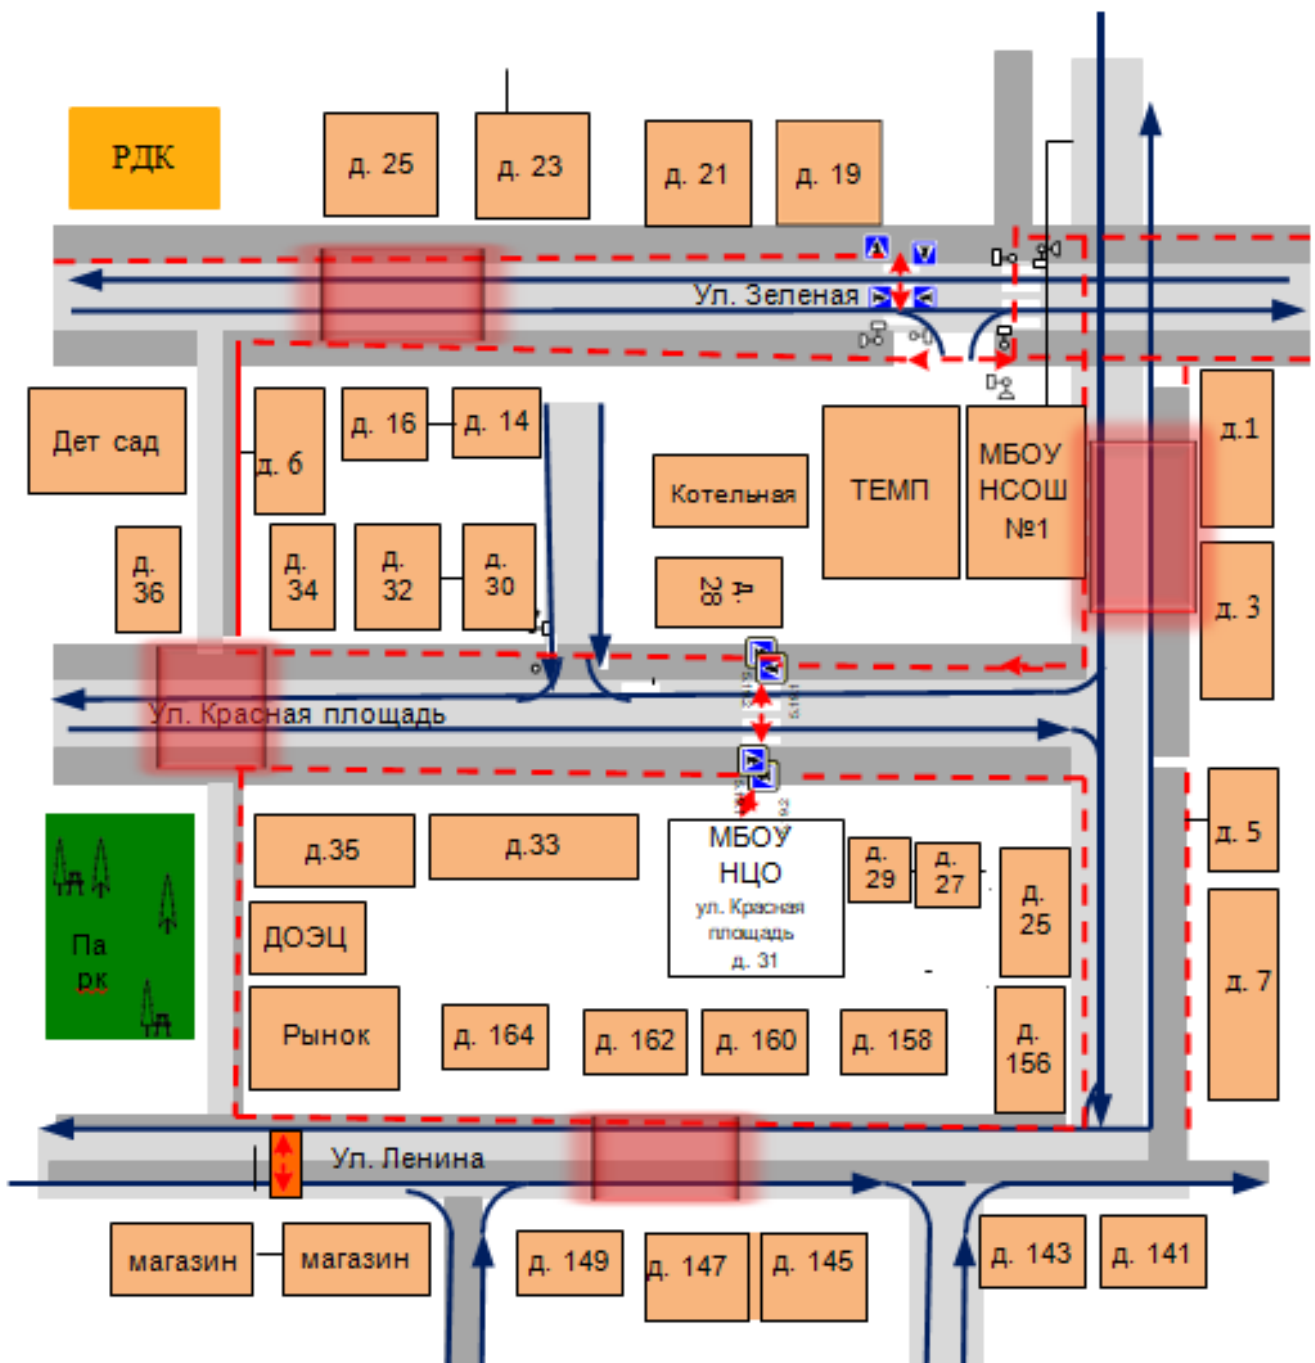 РДК
д. 25
д. 23
д. 21
д. 19
Ул. Зеленая
Дет сад
д. 6
д. 16
д. 14
Котельная
ТЕМП
МБОУ
НСОШ
№1
д.1
д.
36
д.
34
д.
32
д.
30
д.
28
д. 3
Ул. Красная площадь
5.19.1
д.35
д.33
МБОУ
НЦО
ул. Красная
площадь
д. 31
д.
29
д.
27
д.
25
д. 5
Па
рк
ДОЭЦ
д. 7
Рынок
д. 164
д. 162
д. 160
д. 158
д.
156
Ул. Ленина
магазин
магазин
д. 149
д. 147
д. 145
д. 143
д. 141